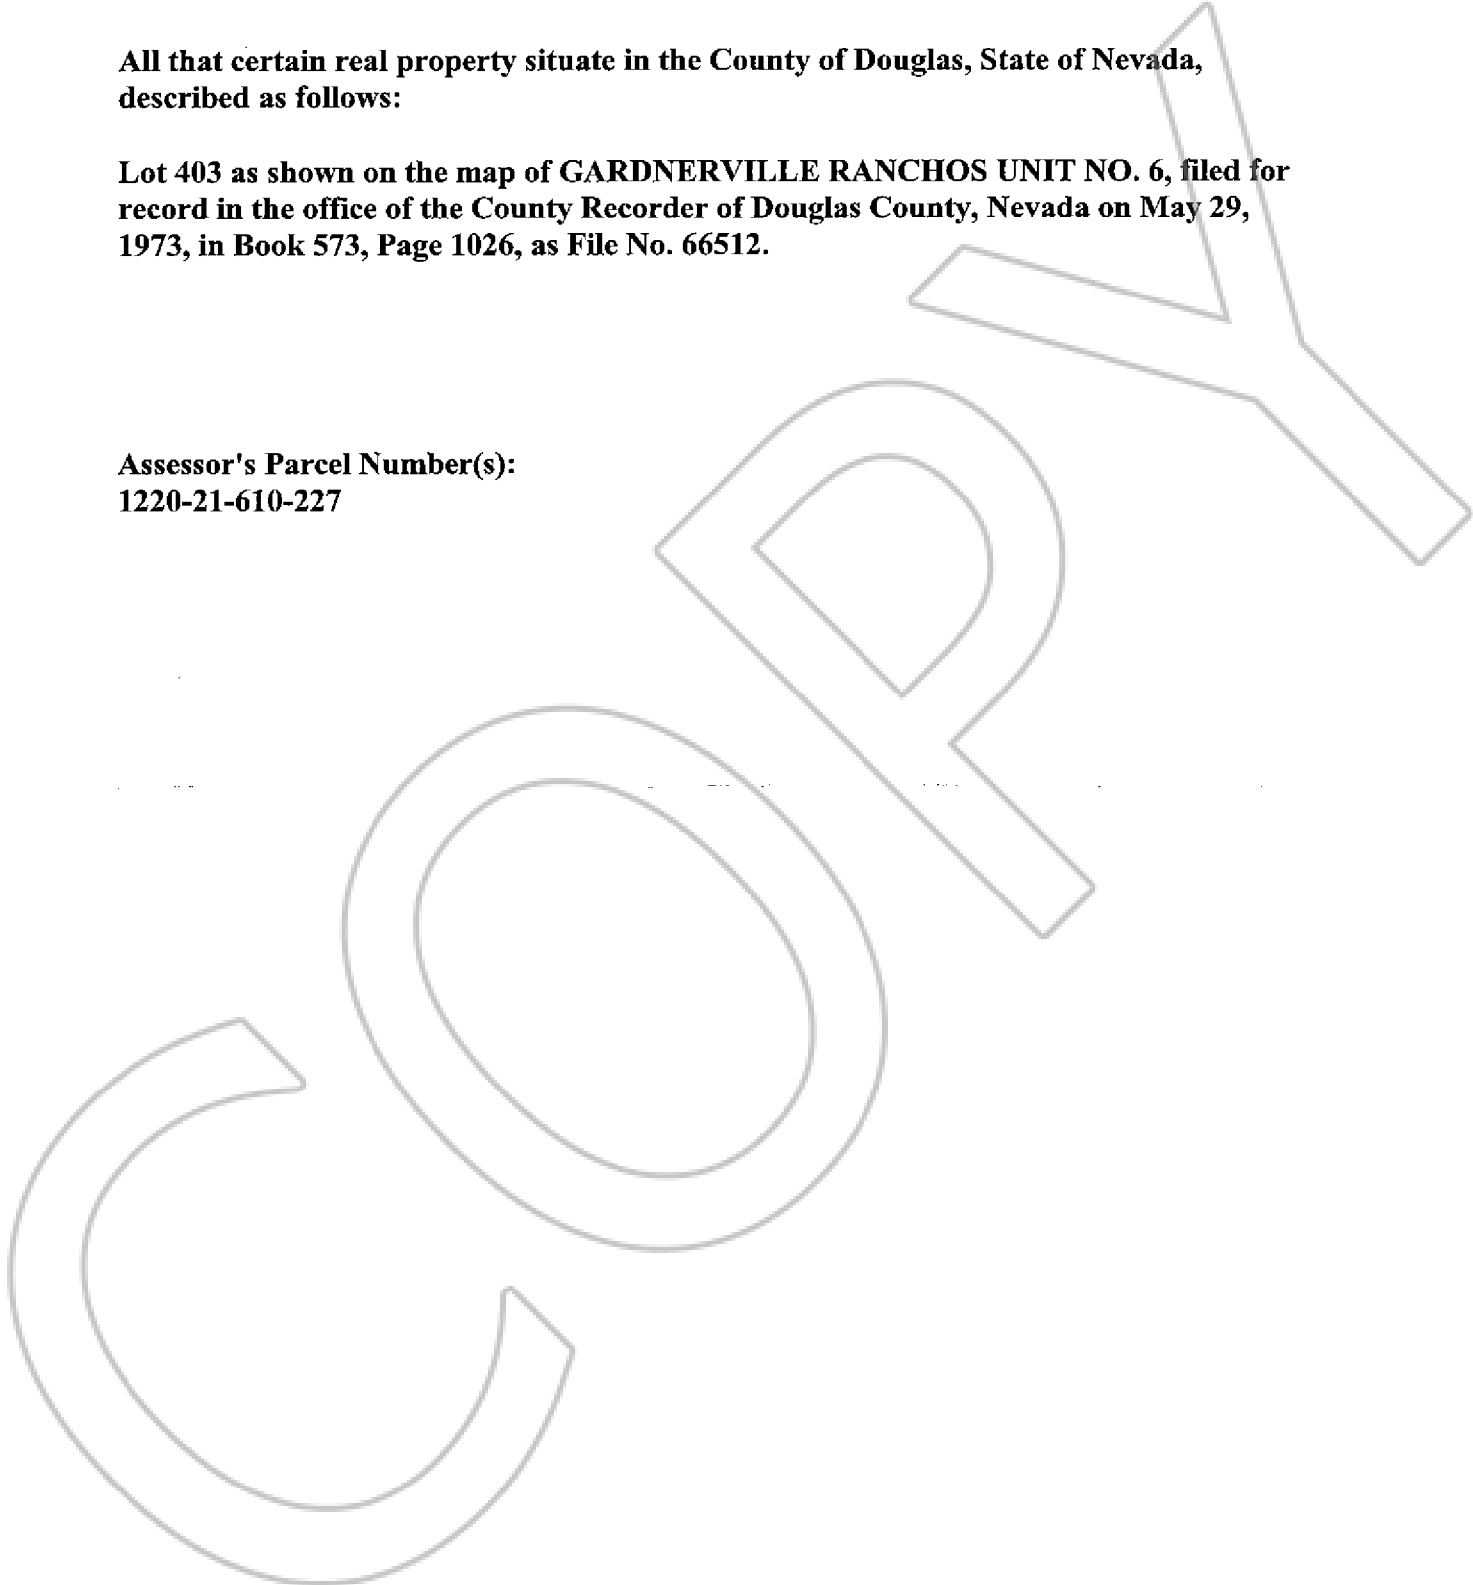 All that certain real property situate in the County of Douglas, State of Nevada,
described as follows:
Lot 403 as shown on the map of GARDNERVILLE RANCHOS UNIT NO. 6, filed for
record in the office of the County Recorder of Douglas County, Nevada on May 29,
1973, in Book 573, Page 1026, as File No. 66512.
Assessor's Parcel Number(s):
1220-21-610-227
COPY